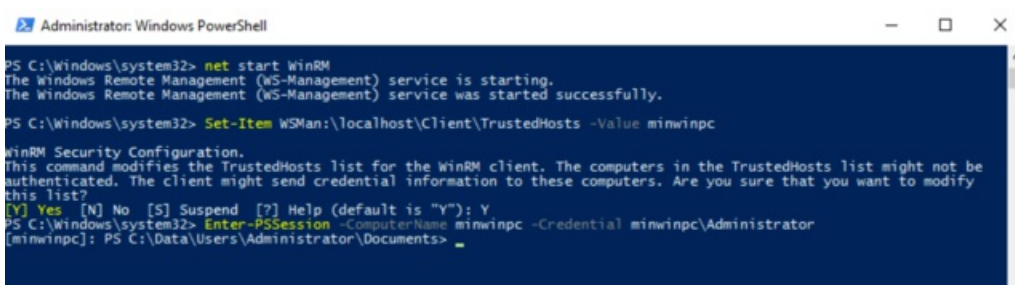 Administrator: Windows PowerShell
PS C:\Windows\system32> net start WinRM
The Windows Remote Management (WS-Management) service is starting.
The Windows Remote Management (WS-Management) service was started successfully.
PS C:\Windows\system32> Set-Item WSMan:\localhost\Client\TrustedHosts -Value minwinpc
WinRM Security Configuration.
This command modifies the TrustedHosts list for the WinRM client. The computers in the TrustedHosts list might not be
authenticated. The client might send credential information to these computers. Are you sure that you want to modify
this list?
[Y] Yes [N] No [S] Suspend [?] Help (default is "Y"): Y
PS C:\Windows\system32> Enter-PSSession -ComputerName minwinpc -Credential minwinpc\Administrator
[minwinpc]: PS C:\Data\Users\Administrator\Documents> _